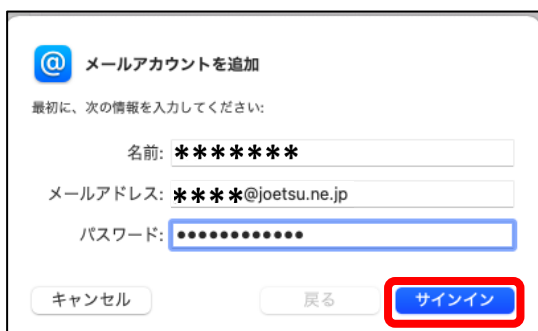 @ メールアカウントを追加
最初に、次の情報を入力してください:
名前: *******
メールアドレス: ****@joetsu.ne.jp
パスワード: ••••••••••••
キャンセル 戻る サインイン